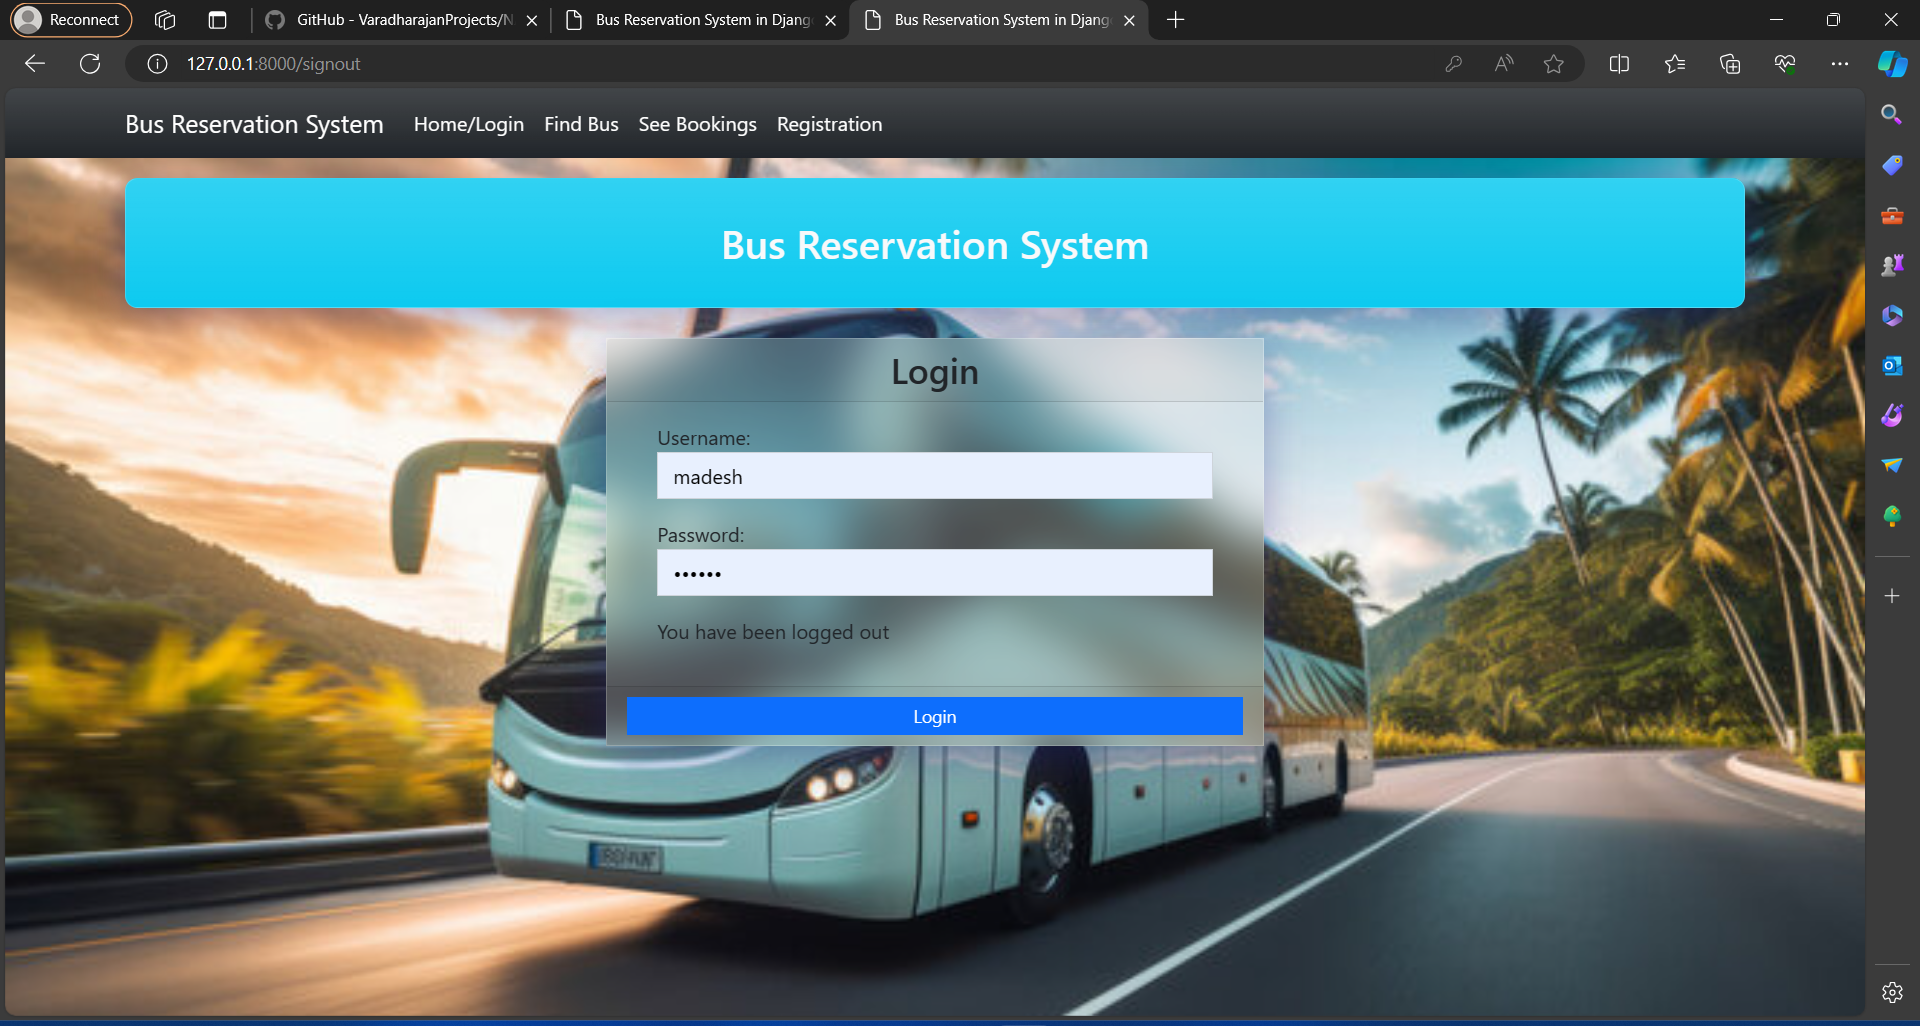 Reconnect
GitHub - VaradharajanProjects/N
Bus Reservation System in Djang
Bus Reservation System in Djang
127.0.0.1:8000/signout
Bus Reservation System
Home/Login
Find Bus
See Bookings
Registration
Bus Reservation System
Login
Username:
madesh
Password:
••••••
You have been logged out
Login